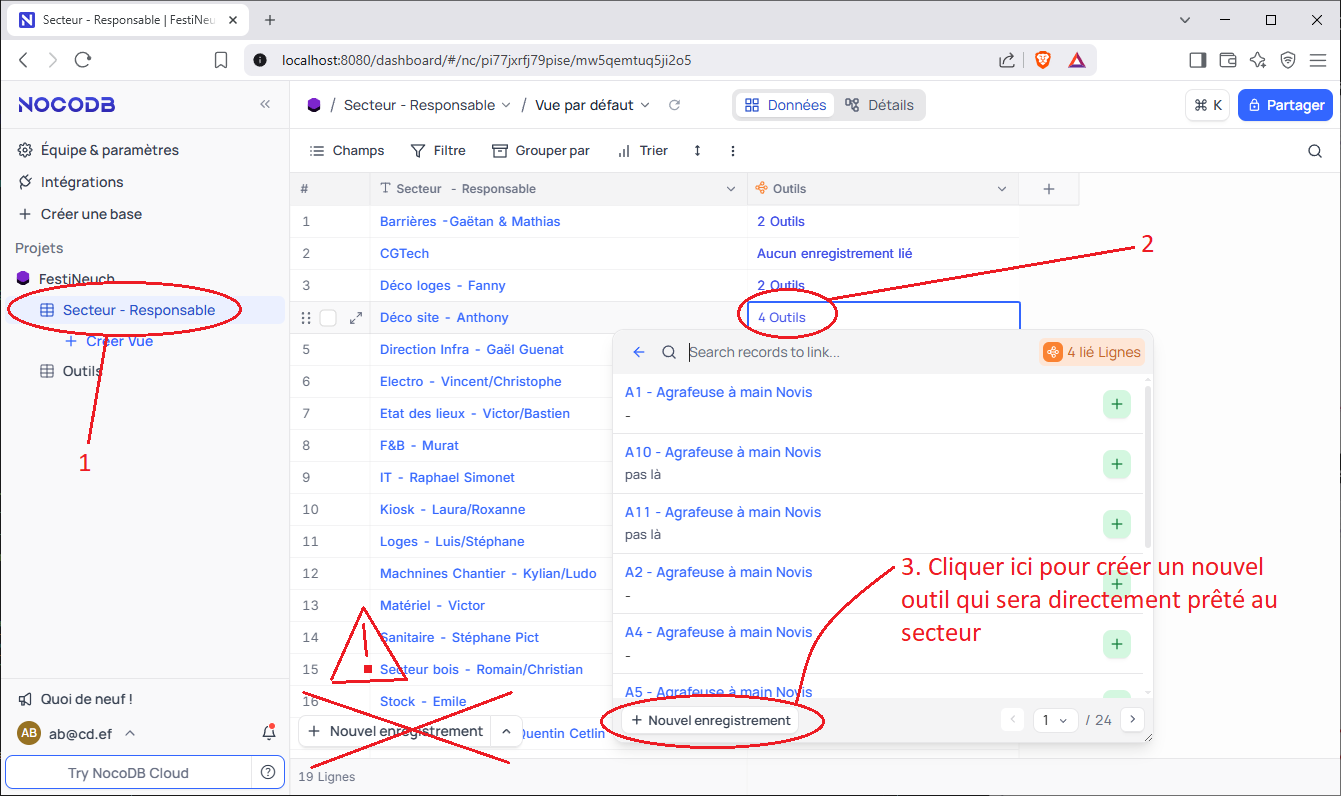 Secteur - Responsable | FestiNeu
localhost:8080/dashboard/#/nc/pi77jxrfj79pise/mw5qemtuq5ji2o5
NOCODB
Secteur - Responsable / Vue par défaut
Données
Détails
⌘ K
Partager
Équipe & paramètres
Intégrations
Créer une base
Projets
FestiNeuch
Secteur - Responsable
Créer Vue
Outils
1
Champs
Filtre
Grouper par
Trier
# Secteur - Responsable Outils
1 Barrières -Gaëtan & Mathias 2 Outils
2 CGTech Aucun enregistrement lié
3 Déco loges - Fanny 2 Outils
Déco site - Anthony 4 Outils
5 Direction Infra - Gaël Guenat
6 Electro - Vincent/Christophe
7 Etat des lieux - Victor/Bastien
8 F&B - Murat
9 IT - Raphael Simonet
10 Kiosk - Laura/Roxanne
11 Loges - Luis/Stéphane
12 Machnines Chantier - Kylian/Ludo
13 Matériel - Victor
14 Sanitaire - Stéphane Pict
15 Secteur bois - Romain/Christian
16 Stock - Emile
Quentin Cetlin
+ Nouvel enregistrement
19 Lignes
2
Search records to link...
4 lié Lignes
A1 - Agrafeuse à main Novis
-
A10 - Agrafeuse à main Novis
pas là
A11 - Agrafeuse à main Novis
pas là
A2 - Agrafeuse à main Novis
-
A4 - Agrafeuse à main Novis
-
A5 - Agrafeuse à main Novis
+ Nouvel enregistrement
1 / 24
3. Cliquer ici pour créer un nouvel
outil qui sera directement prêté au
secteur
Quoi de neuf !
AB ab@cd.ef
Try NocoDB Cloud